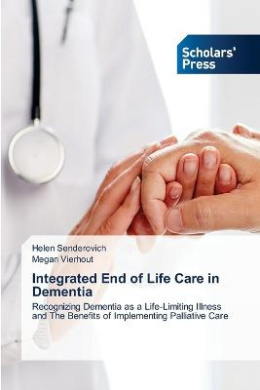 Scholars'
Press
Helen Senderovich
Megan Vierhout
Integrated End of Life Care in
Dementia
Recognizing Dementia as a Life-Limiting Illness
and The Benefits of Implementing Palliative Care